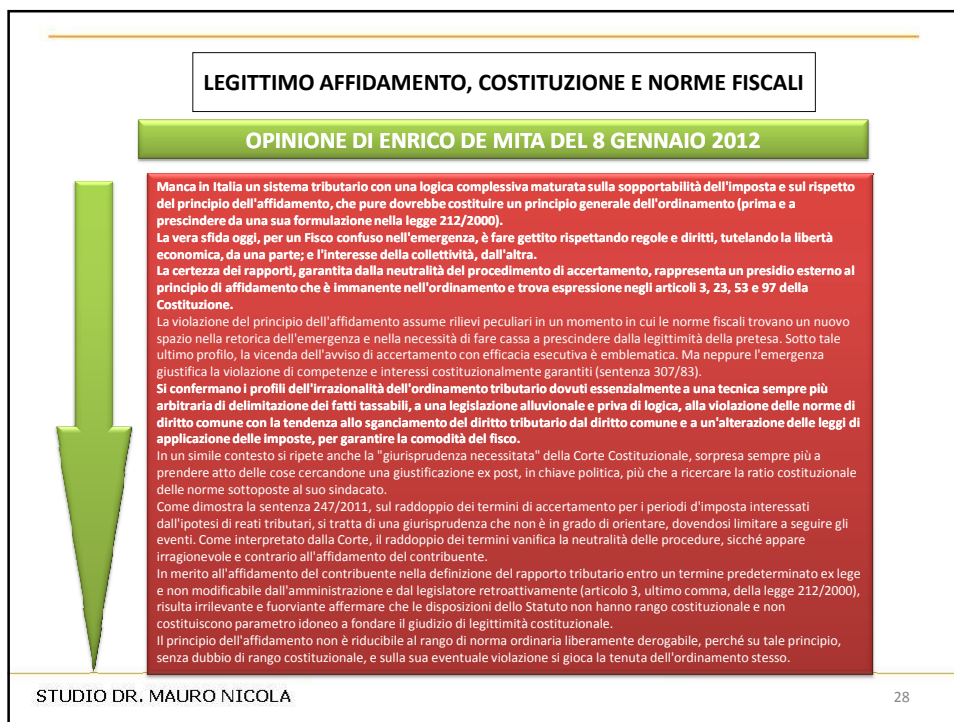 LEGITTIMO AFFIDAMENTO, COSTITUZIONE E NORME FISCALI
OPINIONE DI ENRICO DE MITA DEL 8 GENNAIO 2012
Manca in Italia un sistema tributario con una logica complessiva maturata sulla sopportabilità dell'imposta e sul rispetto
del principio dell'affidamento, che pure dovrebbe costituire un principio generale dell'ordinamento (prima e a
prescindere da una sua formulazione nella legge 212/2000).
La vera sfida oggi, per un Fisco confuso nell'emergenza, è fare gettito rispettando regole e diritti, tutelando la libertà
economica, da una parte; e l'interesse della collettività, dall'altra.
La certezza dei rapporti, garantita dalla neutralità del procedimento di accertamento, rappresenta un presidio esterno al
principio di affidamento che è immanente nell'ordinamento e trova espressione negli articoli 3, 23, 53 e 97 della
Costituzione.
La violazione del principio dell'affidamento assume rilievi peculiari in un momento in cui le norme fiscali trovano un nuovo
spazio nella retorica dell'emergenza e nella necessità di fare cassa a prescindere dalla legittimità della pretesa. Sotto tale
ultimo profilo, la vicenda dell'avviso di accertamento con efficacia esecutiva è emblematica. Ma neppure l'emergenza
giustifica la violazione di competenze e interessi costituzionalmente garantiti (sentenza 307/83).
Si confermano i profili dell'irrazionalità dell'ordinamento tributario dovuti essenzialmente a una tecnica sempre più
arbitraria di delimitazione dei fatti tassabili, a una legislazione alluvionale e priva di logica, alla violazione delle norme di
diritto comune con la tendenza allo sganciamento del diritto tributario dal diritto comune e a un'alterazione delle leggi di
applicazione delle imposte, per garantire la comodità del fisco.
In un simile contesto si ripete anche la "giurisprudenza necessitata" della Corte Costituzionale, sorpresa sempre più a
prendere atto delle cose cercandone una giustificazione ex post, in chiave politica, più che a ricercare la ratio costituzionale
delle norme sottoposte al suo sindacato.
Come dimostra la sentenza 247/2011, sul raddoppio dei termini di accertamento per i periodi d'imposta interessati
dall'ipotesi di reati tributari, si tratta di una giurisprudenza che non è in grado di orientare, dovendosi limitare a seguire gli
eventi. Come interpretato dalla Corte, il raddoppio dei termini vanifica la neutralità delle procedure, sicché appare
irragionevole e contrario all'affidamento del contribuente.
In merito all'affidamento del contribuente nella definizione del rapporto tributario entro un termine predeterminato ex lege
e non modificabile dall'amministrazione e dal legislatore retroattivamente (articolo 3, ultimo comma, della legge 212/2000),
risulta irrilevante e fuorviante affermare che le disposizioni dello Statuto non hanno rango costituzionale e non
costituiscono parametro idoneo a fondare il giudizio di legittimità costituzionale.
Il principio dell'affidamento non è riducibile al rango di norma ordinaria liberamente derogabile, perché su tale principio,
senza dubbio di rango costituzionale, e sulla sua eventuale violazione si gioca la tenuta dell'ordinamento stesso.
STUDIO DR. MAURO NICOLA
28